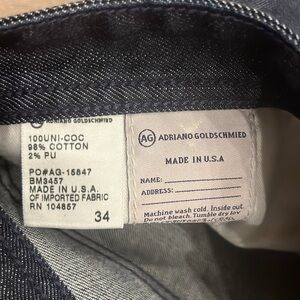 AG ADRIANO GOLDSCHMIED
100UNI-COC
98% COTTON
2% PU
PO#AG-15847
BM3457
MADE IN U.S.A.
OF IMPORTED FABRIC
RN 104857
34
AG ADRIANO GOLDSCHMIED
MADE IN U.S.A
NAME:
ADDRESS:
Machine wash cold. Inside out.
Do not bleach. Tumble dry low